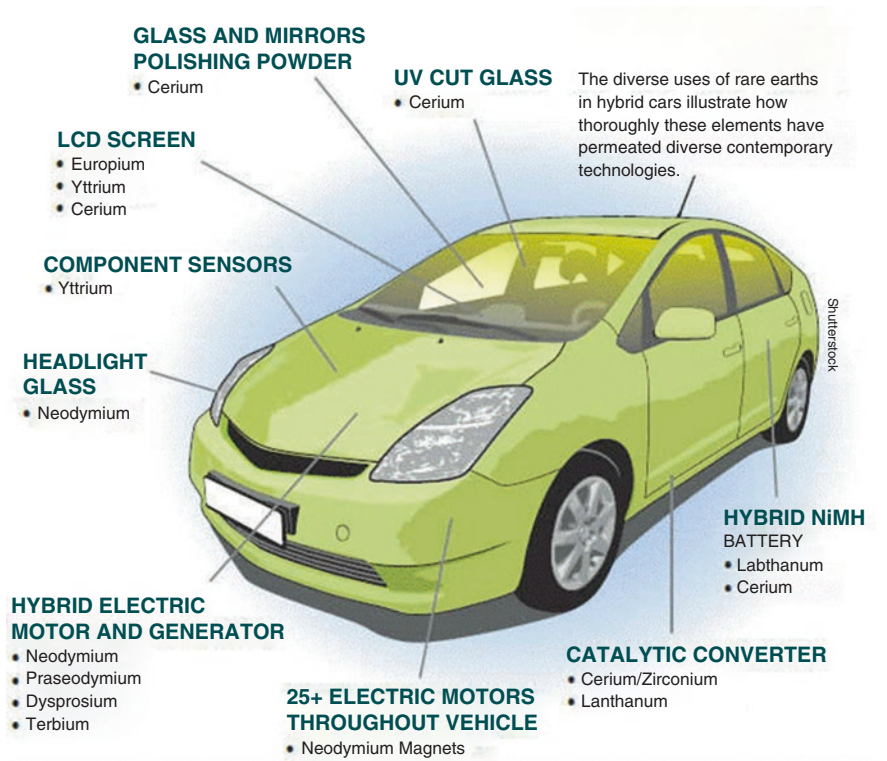 GLASS AND MIRRORS
POLISHING POWDER
• Cerium
UV CUT GLASS
• Cerium
The diverse uses of rare earths
in hybrid cars illustrate how
thoroughly these elements have
permeated diverse contemporary
technologies.
LCD SCREEN
• Europium
• Yttrium
• Cerium
COMPONENT SENSORS
• Yttrium
HEADLIGHT
GLASS
• Neodymium
Shutterstock
HYBRID NiMH
BATTERY
• Labthanum
• Cerium
HYBRID ELECTRIC
MOTOR AND GENERATOR
• Neodymium
• Praseodymium
• Dysprosium
• Terbium
25+ ELECTRIC MOTORS
THROUGHOUT VEHICLE
• Neodymium Magnets
CATALYTIC CONVERTER
• Cerium/Zirconium
• Lanthanum